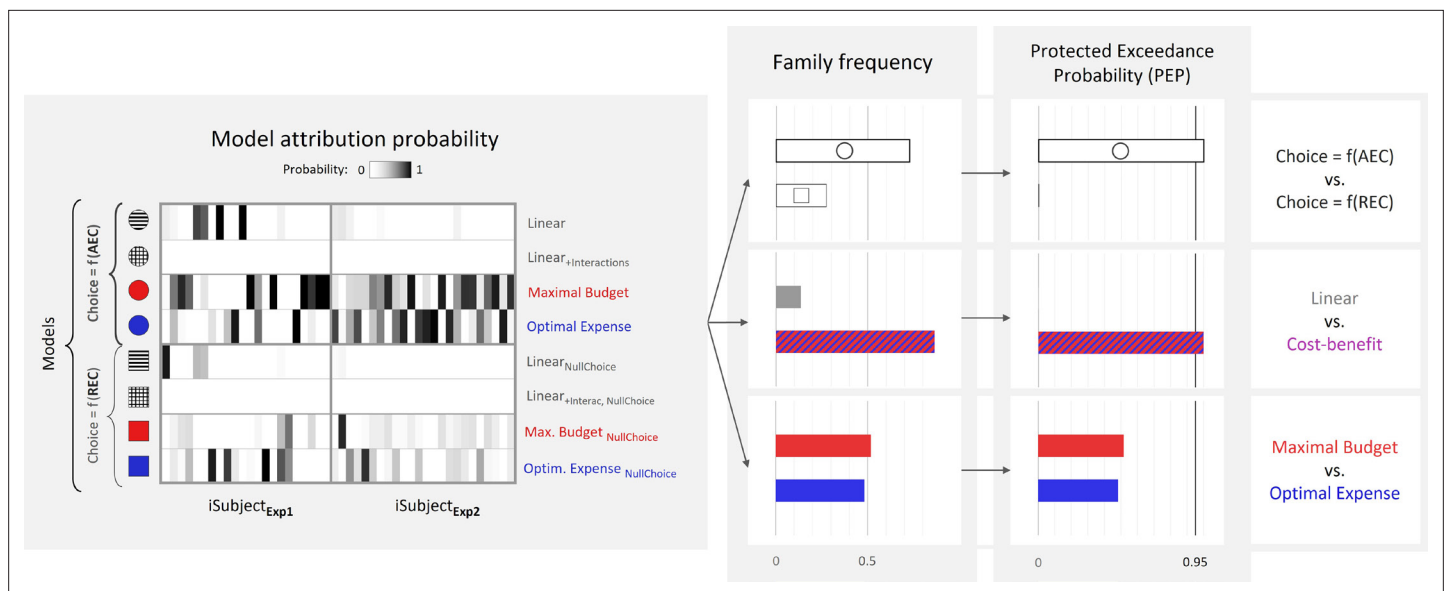 Model attribution probability
Probability: 0 1
Models
Choice = f(AEC)
Choice = f(REC)
Linear
Linear+Interactions
Maximal Budget
Optimal Expense
LinearNullChoice
Linear+Interac, NullChoice
Max. Budget NullChoice
Optim. Expense NullChoice
iSubjectExp1
iSubjectExp2
Family frequency
0 0.5
Protected Exceedance
Probability (PEP)
0 0.95
Choice = f(AEC)
vs.
Choice = f(REC)
Linear
vs.
Cost-benefit
Maximal Budget
vs.
Optimal Expense